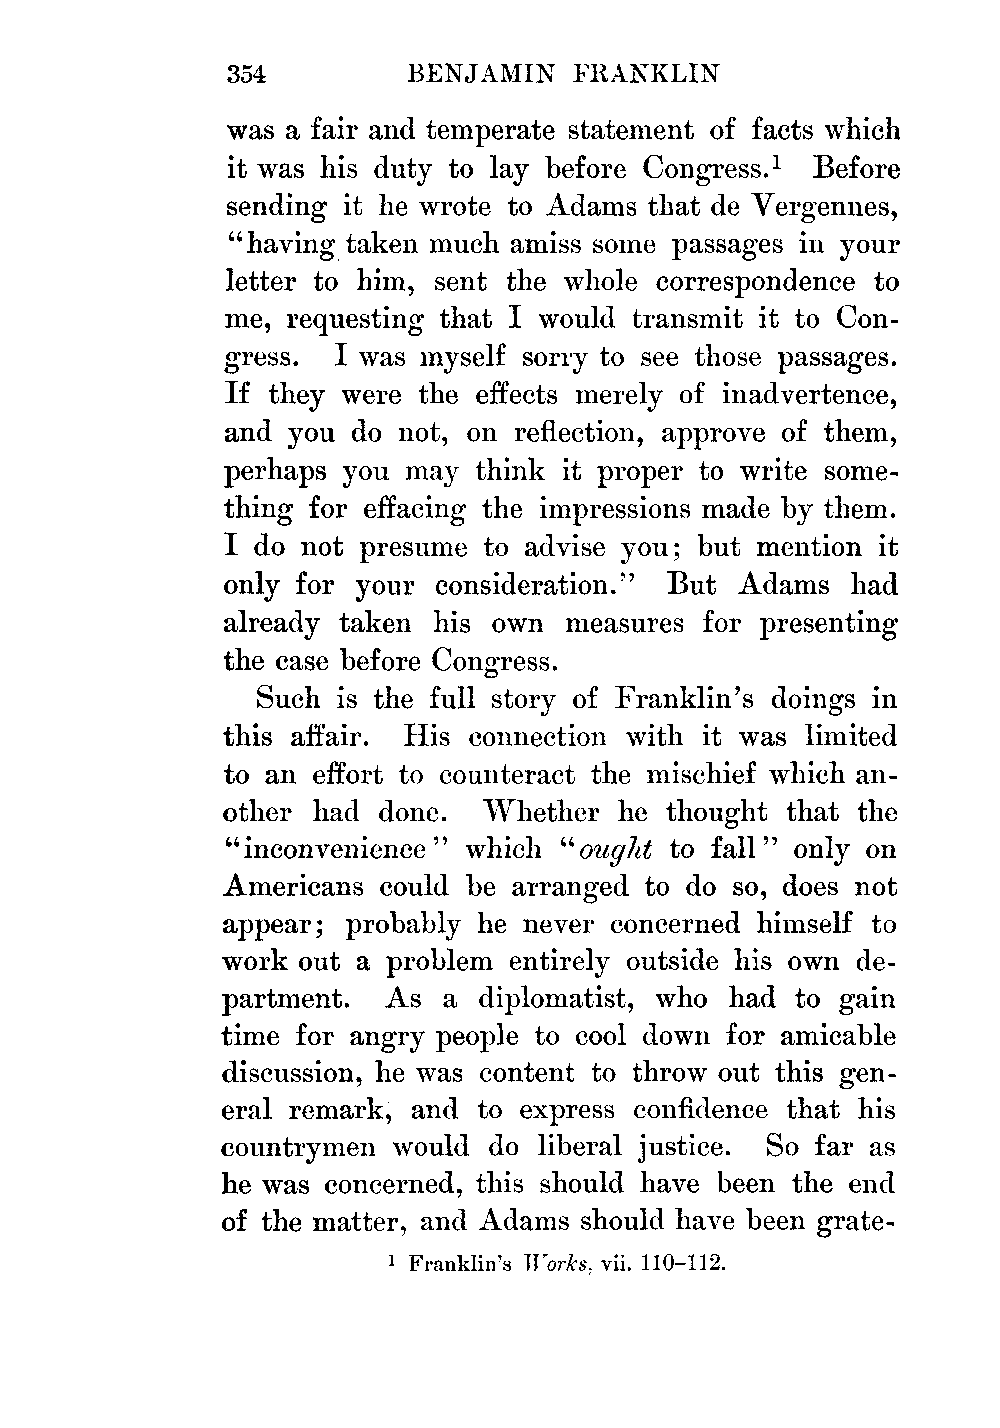 354 BENJAMIN FRANKLIN
was a fair and temperate statement of facts which
it was his duty to lay before Congress.¹ Before
sending it he wrote to Adams that de Vergennes,
“having taken much amiss some passages in your
letter to him, sent the whole correspondence to
me, requesting that I would transmit it to Con-
gress. I was myself sorry to see those passages.
If they were the effects merely of inadvertence,
and you do not, on reflection, approve of them,
perhaps you may think it proper to write some-
thing for effacing the impressions made by them.
I do not presume to advise you; but mention it
only for your consideration.” But Adams had
already taken his own measures for presenting
the case before Congress.
Such is the full story of Franklin’s doings in
this affair. His connection with it was limited
to an effort to counteract the mischief which an-
other had done. Whether he thought that the
“inconvenience” which “ought to fall” only on
Americans could be arranged to do so, does not
appear; probably he never concerned himself to
work out a problem entirely outside his own de-
partment. As a diplomatist, who had to gain
time for angry people to cool down for amicable
discussion, he was content to throw out this gen-
eral remark, and to express confidence that his
countrymen would do liberal justice. So far as
he was concerned, this should have been the end
of the matter, and Adams should have been grate-
¹ Franklin’s Works, vii. 110–112.